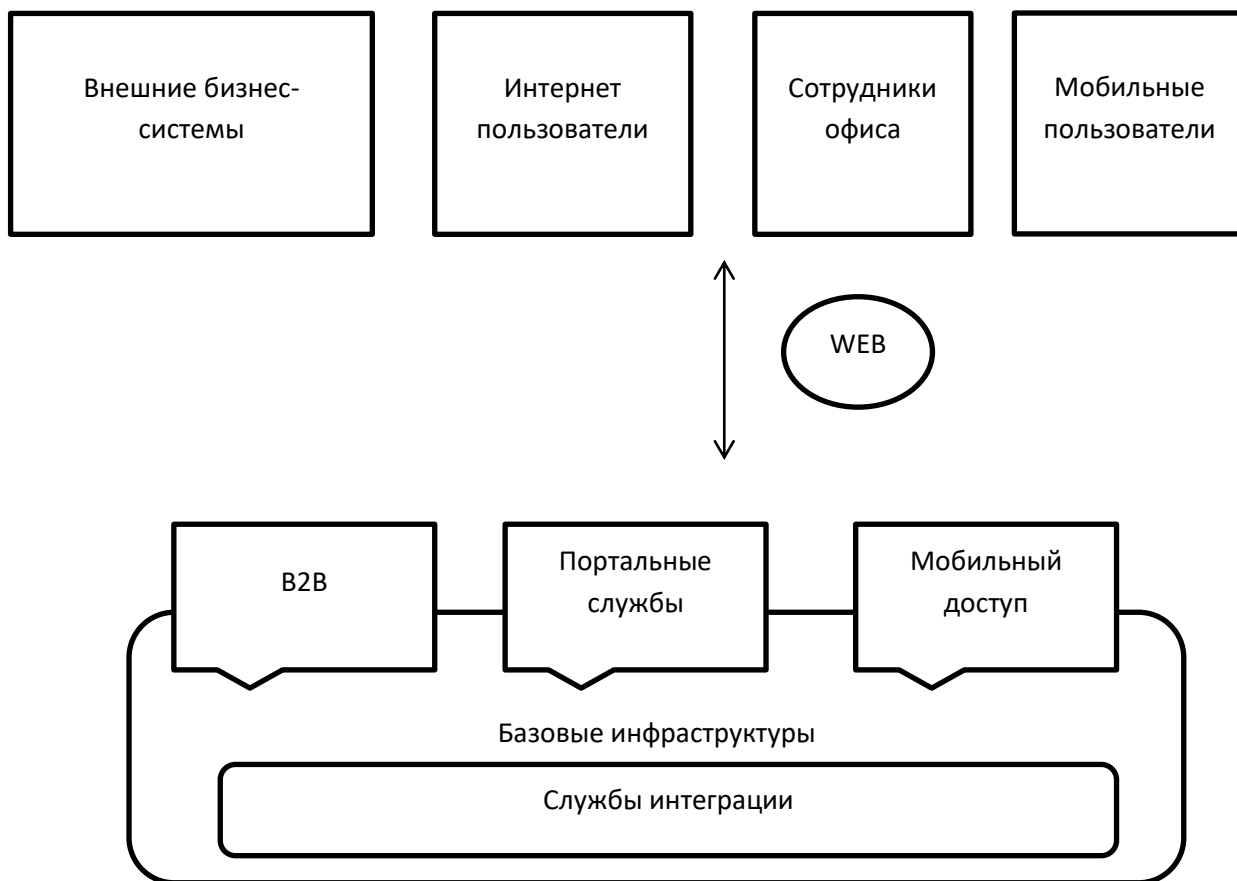 Внешние бизнес-
системы
Интернет
пользователи
Сотрудники
офиса
Мобильные
пользователи
WEB
B2B
Портальные
службы
Мобильный
доступ
Базовые инфраструктуры
Службы интеграции